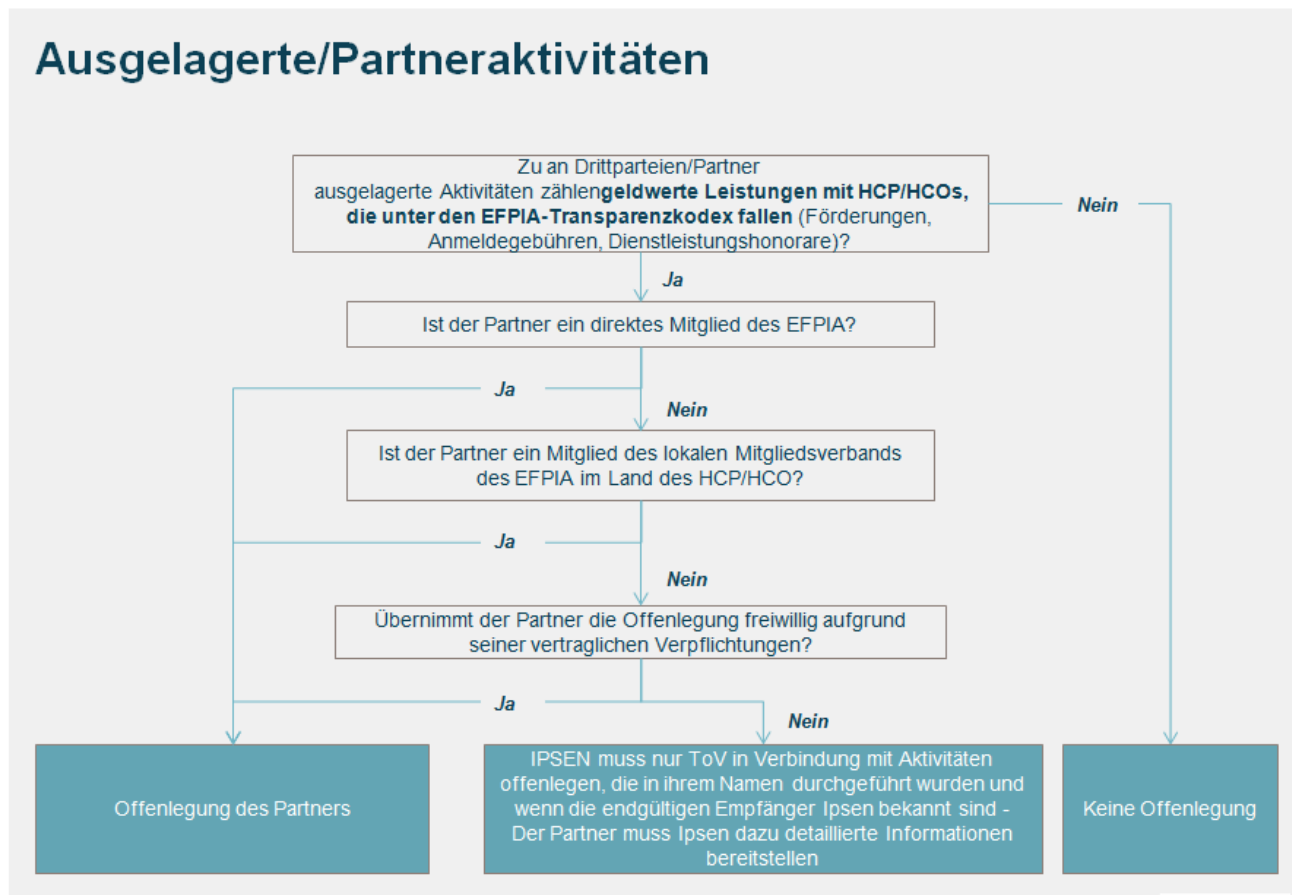 Ausgelagerte/Partneraktivitäten
Zu an Drittparteien/Partner
ausgelagerte Aktivitäten zählengeldwerte Leistungen mit HCP/HCOs,
die unter den EFPIA-Transparenzkodex fallen (Förderungen,
Anmeldegebühren, Dienstleistungshonorare)?
Nein
Ja
Ist der Partner ein direktes Mitglied des EFPIA?
Ja
Nein
Ist der Partner ein Mitglied des lokalen Mitgliedsverbands
des EFPIA im Land des HCP/HCO?
Ja
Nein
Übernimmt der Partner die Offenlegung freiwillig aufgrund
seiner vertraglichen Verpflichtungen?
Ja
Nein
Offenlegung des Partners
IPSEN muss nur ToV in Verbindung mit Aktivitäten
offenlegen, die in ihrem Namen durchgeführt wurden und
wenn die endgültigen Empfänger Ipsen bekannt sind -
Der Partner muss Ipsen dazu detaillierte Informationen
bereitstellen
Keine Offenlegung